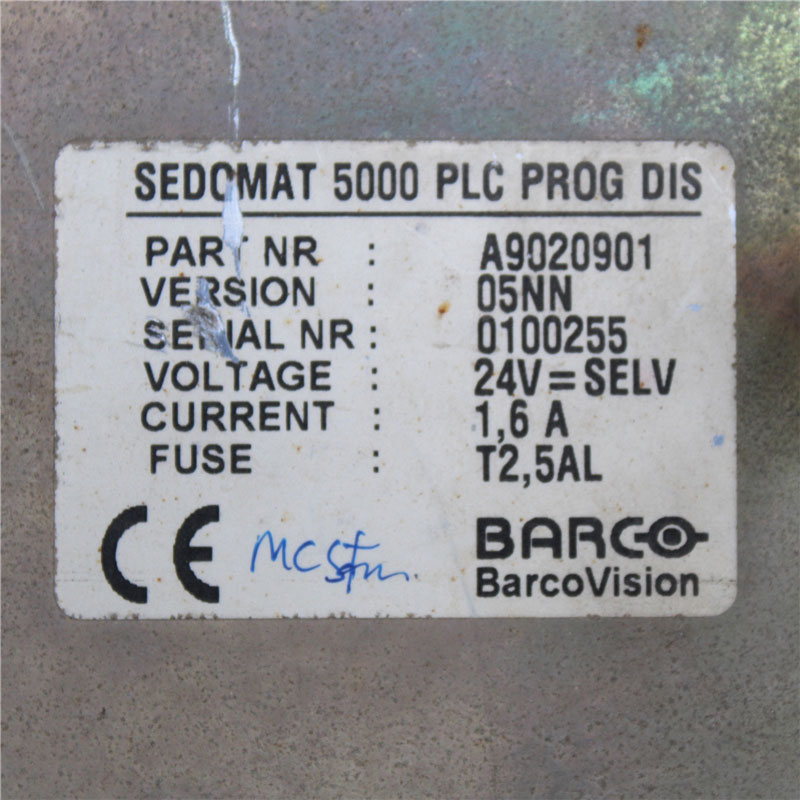 SEDOMAT 5000 PLC PROG DIS
PART NR : A9020901
VERSION : 05NN
SERIAL NR : 0100255
VOLTAGE : 24V=SELV
CURRENT : 1,6 A
FUSE : T2,5AL
CE
BARCO
BarcoVision